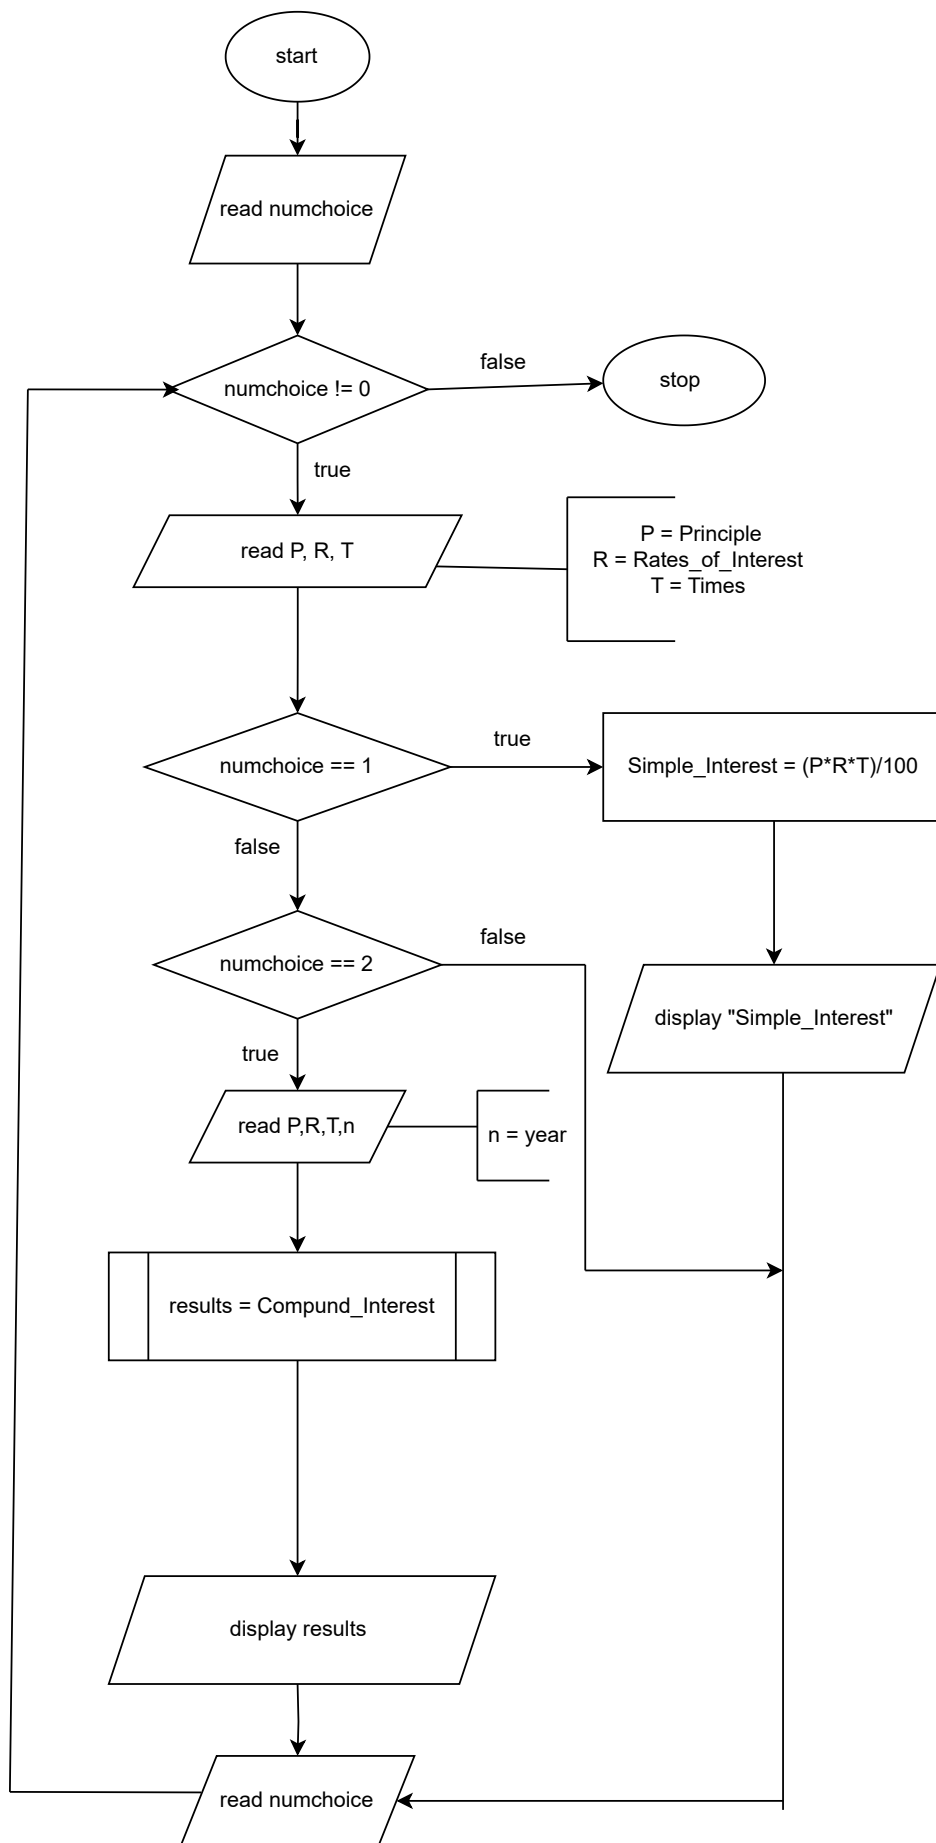 start
read numchoice
numchoice != 0
false
stop
true
read P, R, T
P = Principle
R = Rates_of_Interest
T = Times
numchoice == 1
true
Simple_Interest = (P*R*T)/100
false
numchoice == 2
false
display "Simple_Interest"
true
read P,R,T,n
n = year
results = Compund_Interest
display results
read numchoice